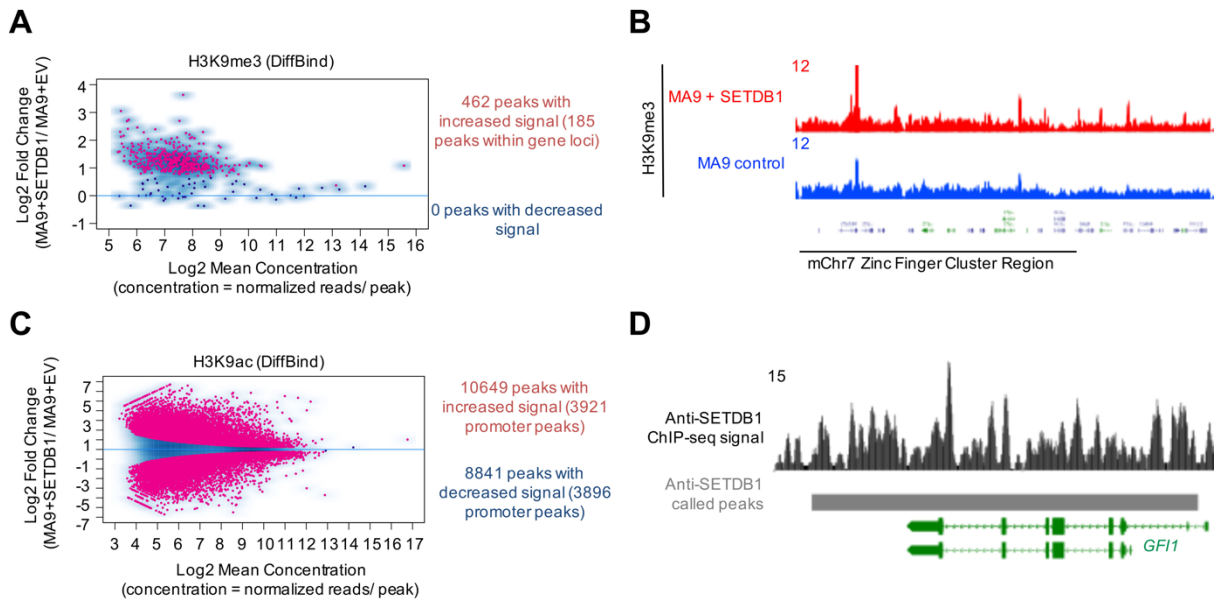 A
H3K9me3 (DiffBind)
Log2 Fold Change
(MA9+SETDB1/ MA9+EV)
4
3
2
1
0
-1
5 6 7 8 9 10 11 12 13 14 15 16
Log2 Mean Concentration
(concentration = normalized reads/ peak)
462 peaks with
increased signal (185
peaks within gene loci)
0 peaks with decreased
signal
B
H3K9me3
12
MA9 + SETDB1
12
MA9 control
mChr7 Zinc Finger Cluster Region
C
H3K9ac (DiffBind)
Log2 Fold Change
(MA9+SETDB1/ MA9+EV)
7
5
3
1
-1
-3
-5
-7
3 4 5 6 7 8 9 10 11 12 13 14 15 16 17
Log2 Mean Concentration
(concentration = normalized reads/ peak)
10649 peaks with
increased signal (3921
promoter peaks)
8841 peaks with
decreased signal (3896
promoter peaks)
D
15
Anti-SETDB1
ChIP-seq signal
Anti-SETDB1
called peaks
GFI1